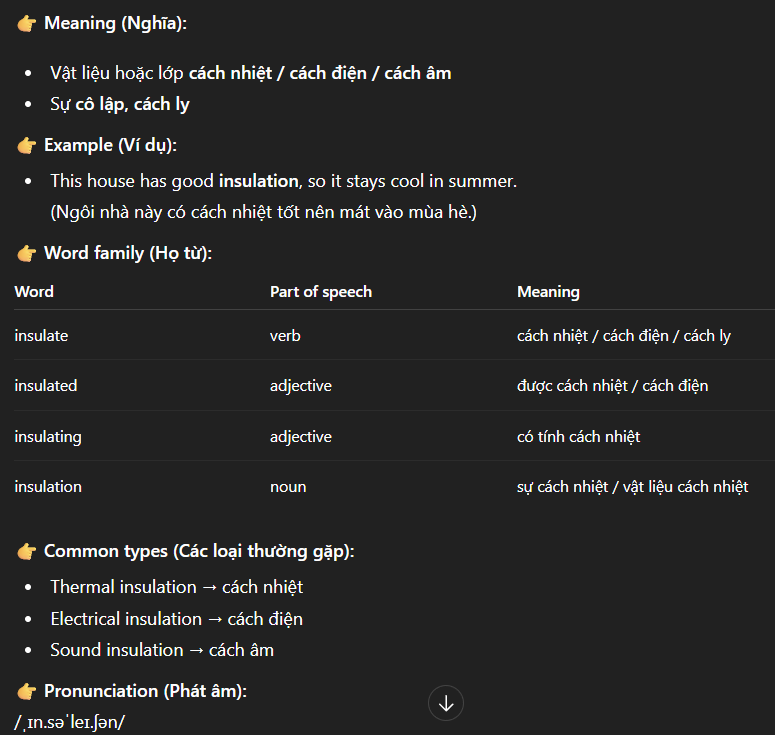 👉 Meaning (Nghĩa):
• Vật liệu hoặc lớp cách nhiệt / cách điện / cách âm
• Sự cô lập, cách ly
👉 Example (Ví dụ):
• This house has good insulation, so it stays cool in summer.
(Ngôi nhà này có cách nhiệt tốt nên mát vào mùa hè.)
👉 Word family (Họ từ):
Word Part of speech Meaning
insulate verb cách nhiệt / cách điện / cách ly
insulated adjective được cách nhiệt / cách điện
insulating adjective có tính cách nhiệt
insulation noun sự cách nhiệt / vật liệu cách nhiệt
👉 Common types (Các loại thường gặp):
• Thermal insulation → cách nhiệt
• Electrical insulation → cách điện
• Sound insulation → cách âm
👉 Pronunciation (Phát âm):
/ˌɪn.səˈleɪ.ʃən/